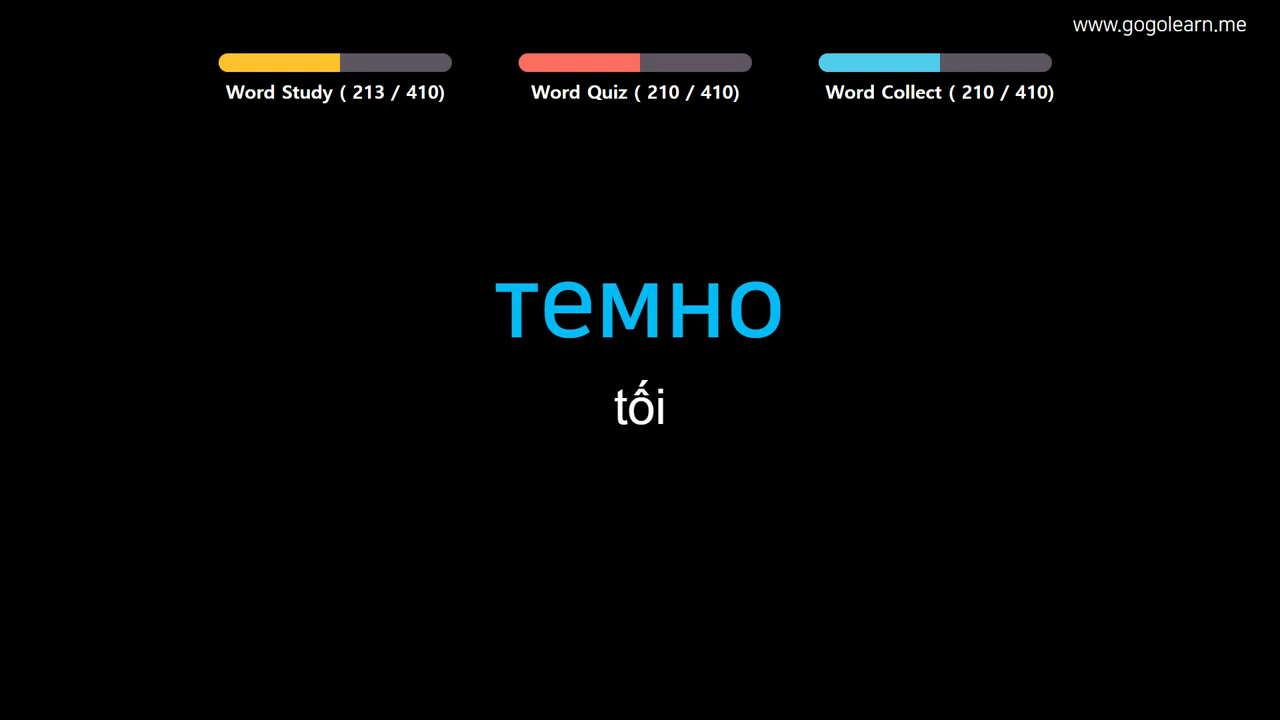 www.gogolearn.me
Word Study ( 213 / 410)
Word Quiz ( 210 / 410)
Word Collect ( 210 / 410)
темно
tối